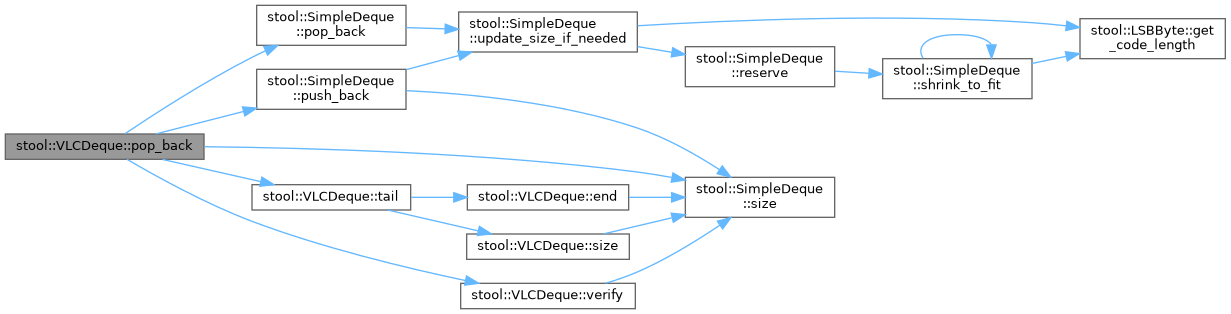 stool::VLCDeque::pop_back
stool::SimpleDeque
::pop_back
stool::SimpleDeque
::push_back
stool::VLCDeque::tail
stool::VLCDeque::verify
stool::SimpleDeque
::update_size_if_needed
stool::VLCDeque::end
stool::VLCDeque::size
stool::SimpleDeque
::reserve
stool::SimpleDeque
::size
stool::SimpleDeque
::shrink_to_fit
stool::LSBByte::get
_code_length